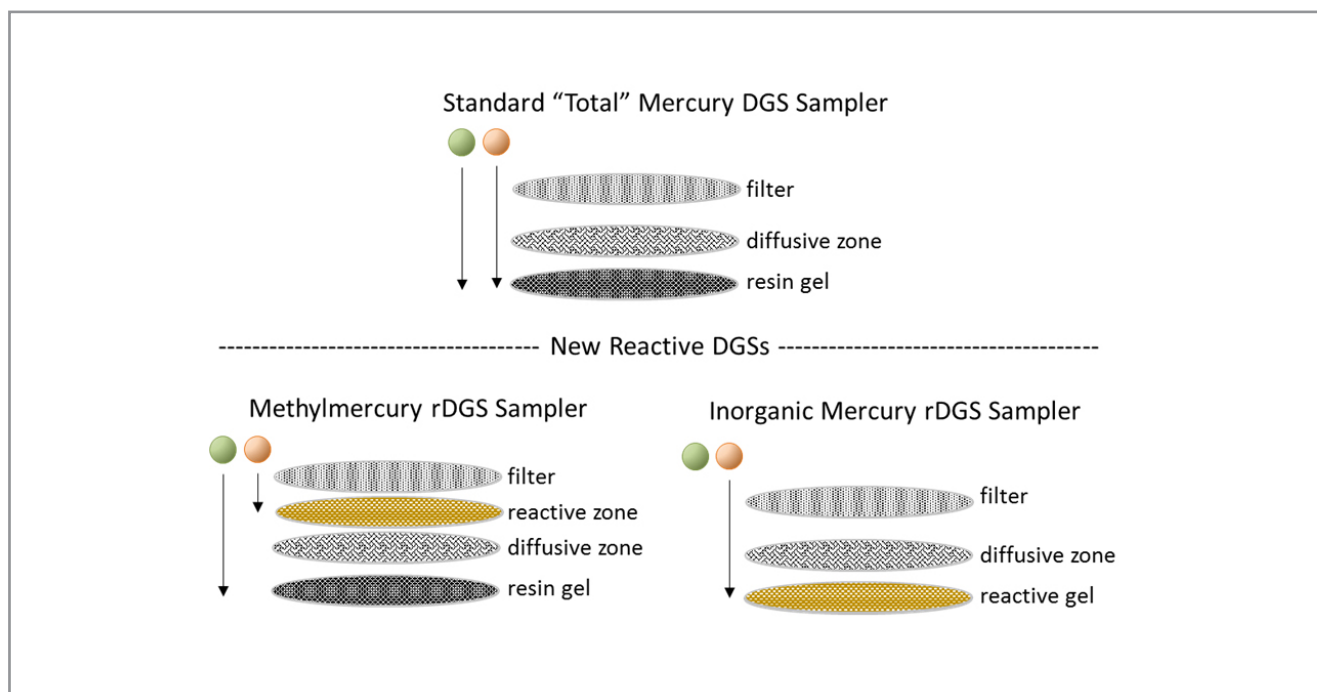 Standard “Total” Mercury DGS Sampler
filter
diffusive zone
resin gel
New Reactive DGSs
Methylmercury rDGS Sampler
filter
reactive zone
diffusive zone
resin gel
Inorganic Mercury rDGS Sampler
filter
diffusive zone
reactive gel